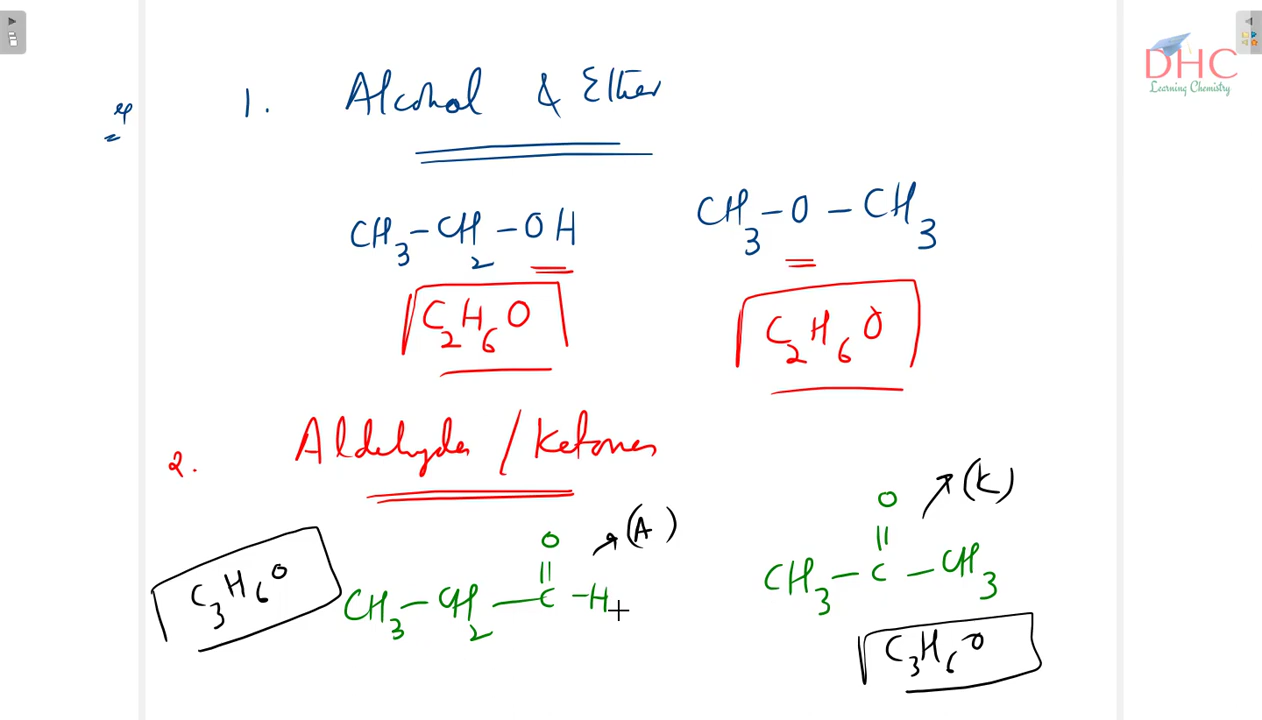 DHC
Learning Chemistry
eg
1. Alcohol & Ether
CH3-CH2-OH
CH3-O-CH3
C2H6O
C2H6O
2. Aldehydes/Ketones
O
||
CH3-CH2-C-H
(A)
C3H6O
O
||
CH3-C-CH3
(K)
C3H6O